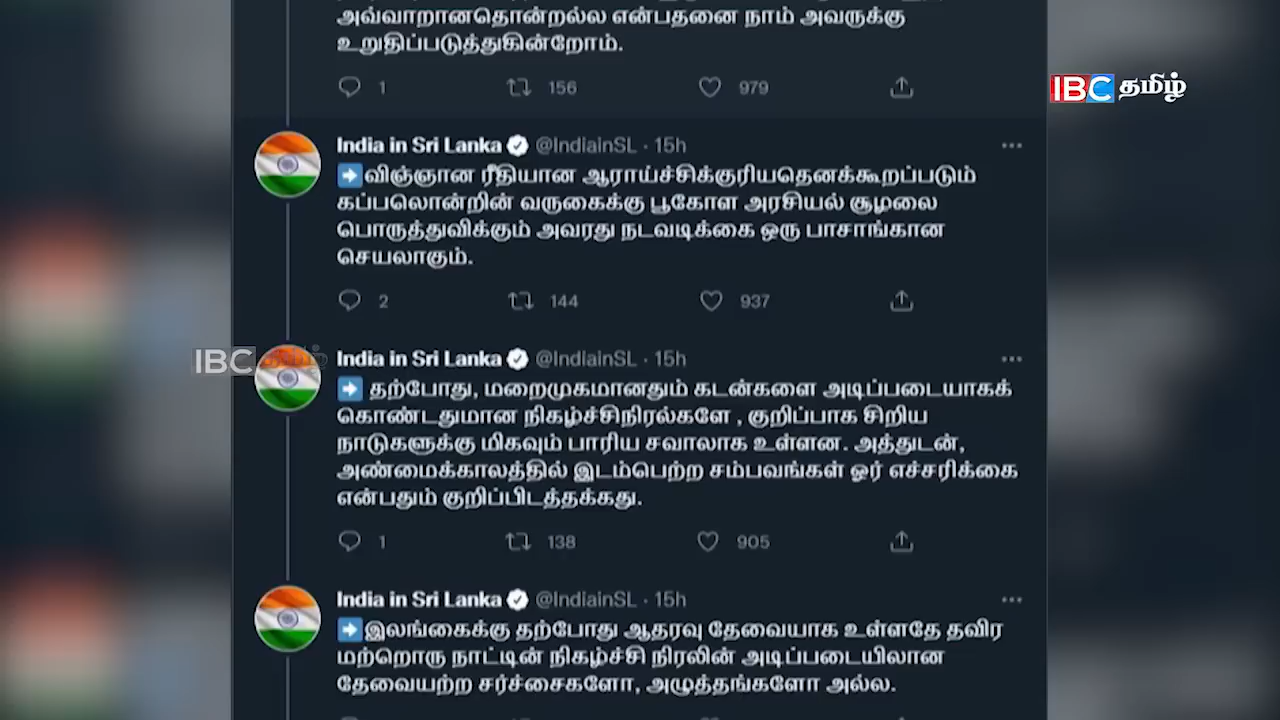 அவ்வாறானதொன்றல்ல என்பதனை நாம் அவருக்கு
உறுதிப்படுத்துகின்றோம்.
1 156 979
IBC தமிழ்
India in Sri Lanka @IndiainSL · 15h
விஞ்ஞான ரீதியான ஆராய்ச்சிக்குரியதெனக்கூறப்படும்
கப்பலொன்றின் வருகைக்கு பூகோள அரசியல் சூழலை
பொருத்துவிக்கும் அவரது நடவடிக்கை ஒரு பாசாங்கான
செயலாகும்.
2 144 937
IBC தமிழ்
India in Sri Lanka @IndiainSL · 15h
தற்போது, மறைமுகமானதும் கடன்களை அடிப்படையாகக்
கொண்டதுமான நிகழ்ச்சிநிரல்களே , குறிப்பாக சிறிய
நாடுகளுக்கு மிகவும் பாரிய சவாலாக உள்ளன. அத்துடன்,
அண்மைக்காலத்தில் இடம்பெற்ற சம்பவங்கள் ஓர் எச்சரிக்கை
என்பதும் குறிப்பிடத்தக்கது.
1 138 905
India in Sri Lanka @IndiainSL · 15h
இலங்கைக்கு தற்போது ஆதரவு தேவையாக உள்ளதே தவிர
மற்றொரு நாட்டின் நிகழ்ச்சி நிரலின் அடிப்படையிலான
தேவையற்ற சர்ச்சைகளோ, அழுத்தங்களோ அல்ல.